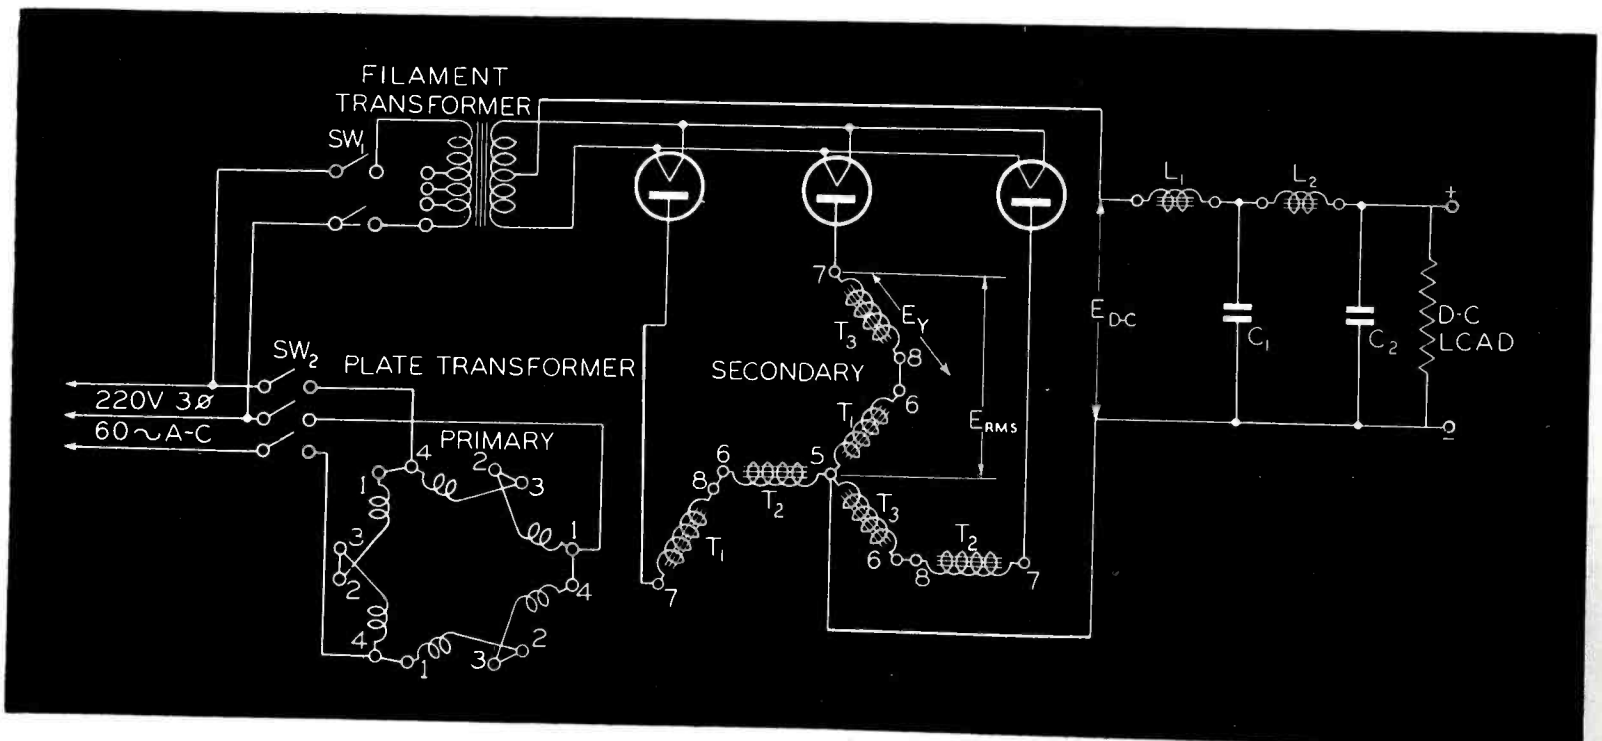 FILAMENT
TRANSFORMER
SW1
L1
L2
+
7
EY
T3
8
EDC
C1
C2
D-C
LCAD
SW2
PLATE TRANSFORMER
SECONDARY
6
220V 3ø
T1
ERMS
60~A-C
PRIMARY
4
2
6
5
−
1
3
8
T2
T3
3
1
T1
6
T2
2
8
7
4
7
4
2
1
3